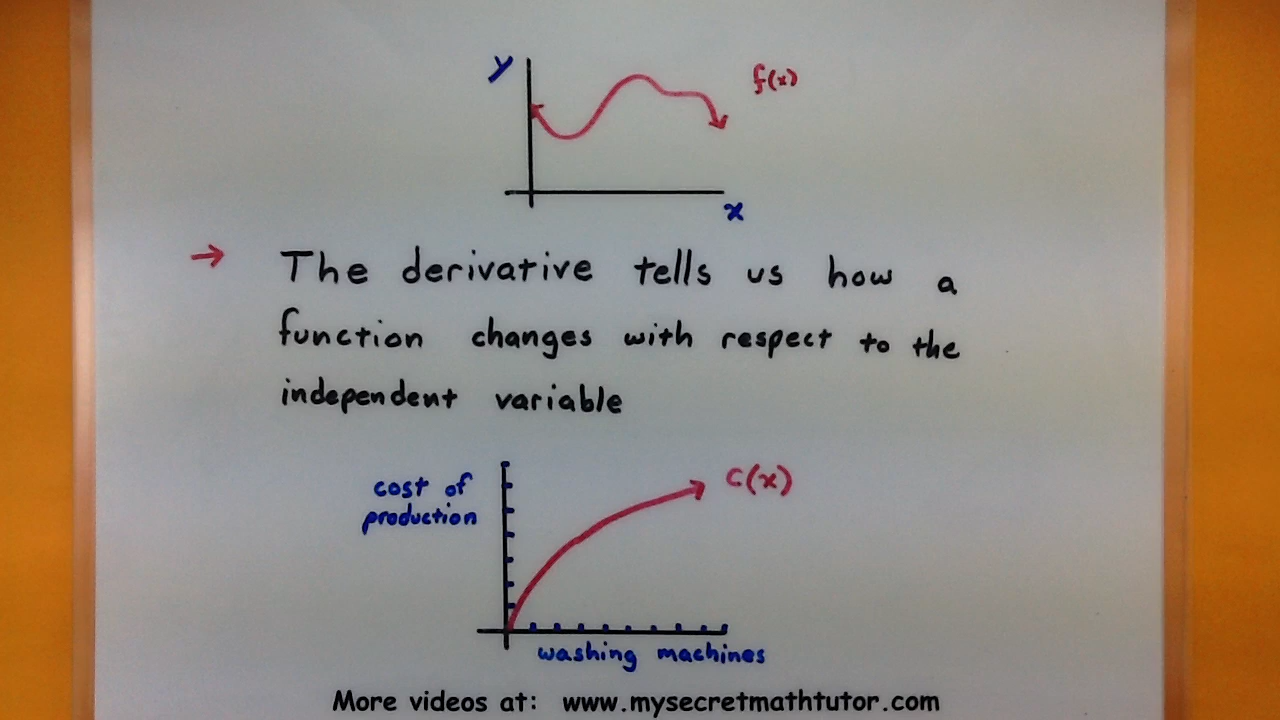 y
f(x)
x
→ The derivative tells us how a
function changes with respect to the
independent variable
cost of
production
C(x)
washing machines
More videos at: www.mysecretmathtutor.com